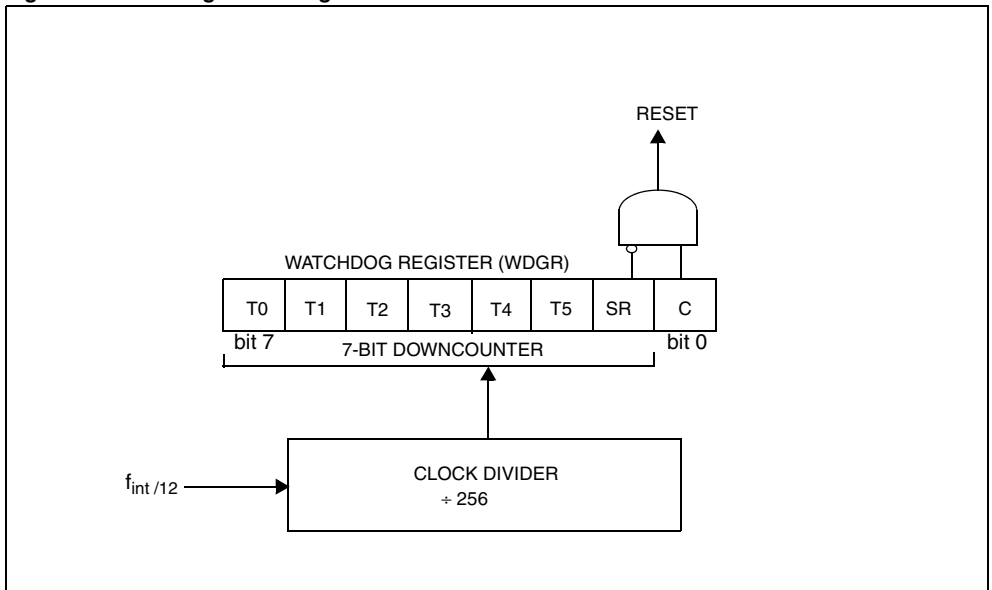 RESET
WATCHDOG REGISTER (WDGR)
T0 T1 T2 T3 T4 T5 SR C
bit 7 7-BIT DOWNCOUNTER bit 0
fint /12
CLOCK DIVIDER
÷ 256